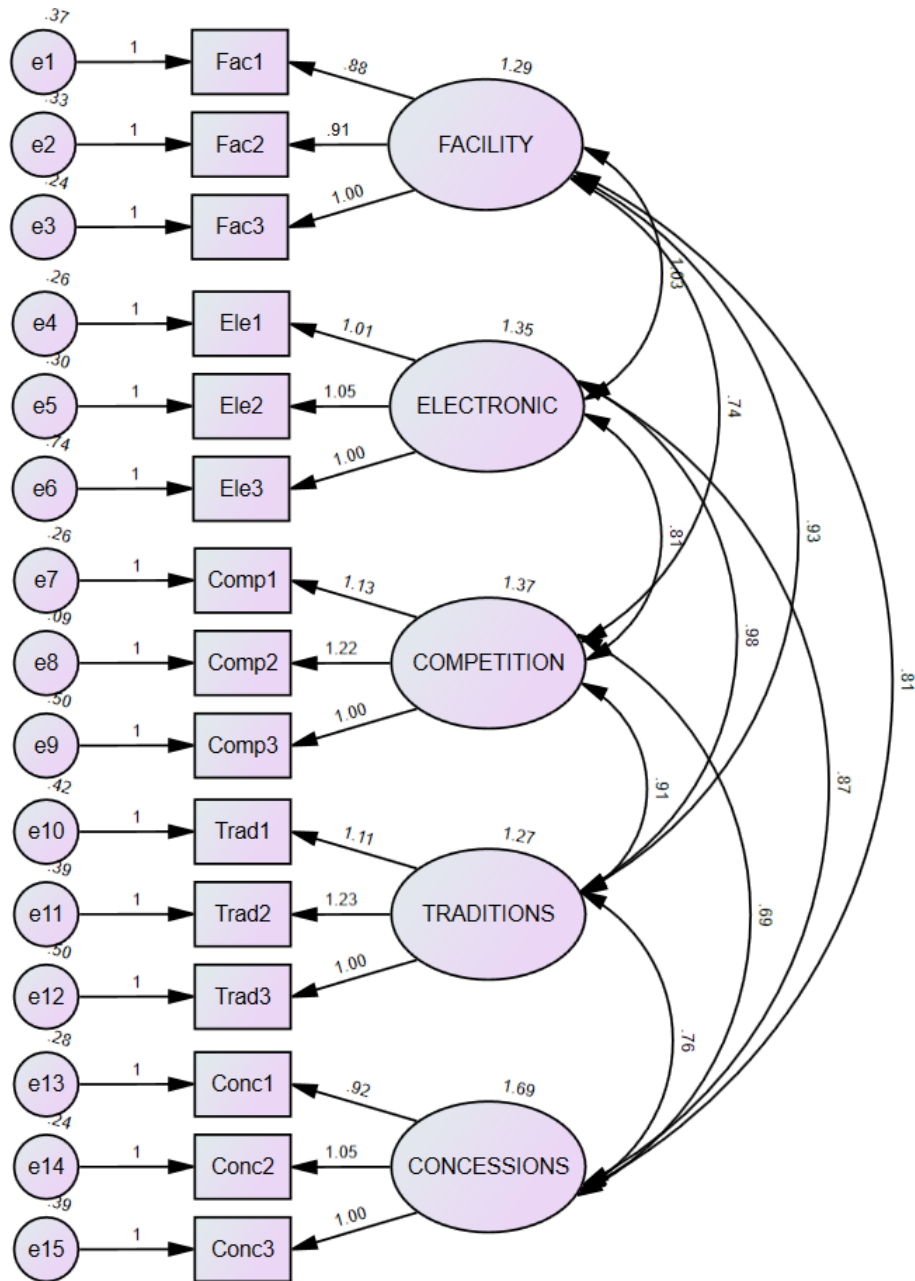 .37
e1 1 Fac1 .88 1.29
.33
e2 1 Fac2 .91 FACILITY
.24
e3 1 Fac3 1.00
1.03
.26
e4 1 Ele1 1.01 1.35
.30
e5 1 Ele2 1.05 ELECTRONIC .74
.74
e6 1 Ele3 1.00
.81 .93
.26
e7 1 Comp1 1.13 1.37
.09
e8 1 Comp2 1.22 COMPETITION .98 .81
.50
e9 1 Comp3 1.00
.91 .87
.42
e10 1 Trad1 1.11 1.27
.39
e11 1 Trad2 1.23 TRADITIONS .69
.50
e12 1 Trad3 1.00
.76
.28
e13 1 Conc1 .92 1.69
.24
e14 1 Conc2 1.05 CONCESSIONS
.39
e15 1 Conc3 1.00